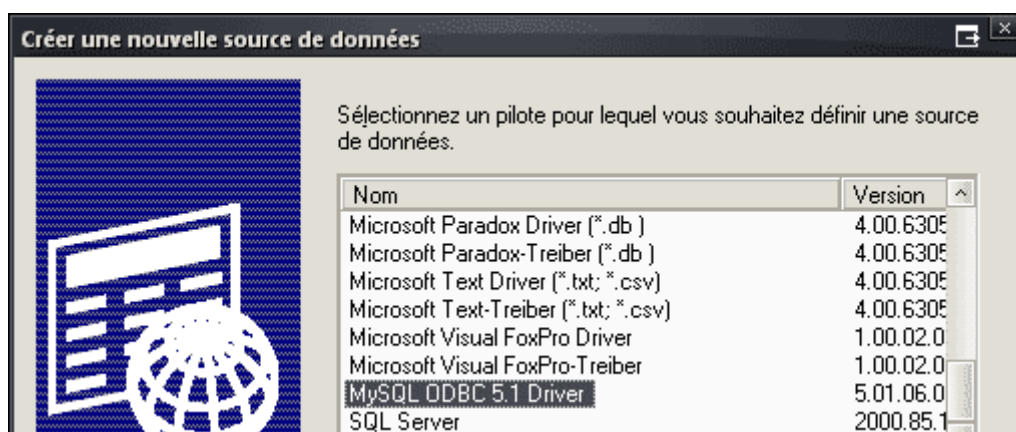 Créer une nouvelle source de données
Sélectionnez un pilote pour lequel vous souhaitez définir une source
de données.
Nom Version
Microsoft Paradox Driver (*.db ) 4.00.6305
Microsoft Paradox-Treiber (*.db ) 4.00.6305
Microsoft Text Driver (*.txt; *.csv) 4.00.6305
Microsoft Text-Treiber (*.txt; *.csv) 4.00.6305
Microsoft Visual FoxPro Driver 1.00.02.0
Microsoft Visual FoxPro-Treiber 1.00.02.0
MySQL ODBC 5.1 Driver 5.01.06.0
SQL Server 2000.85.1